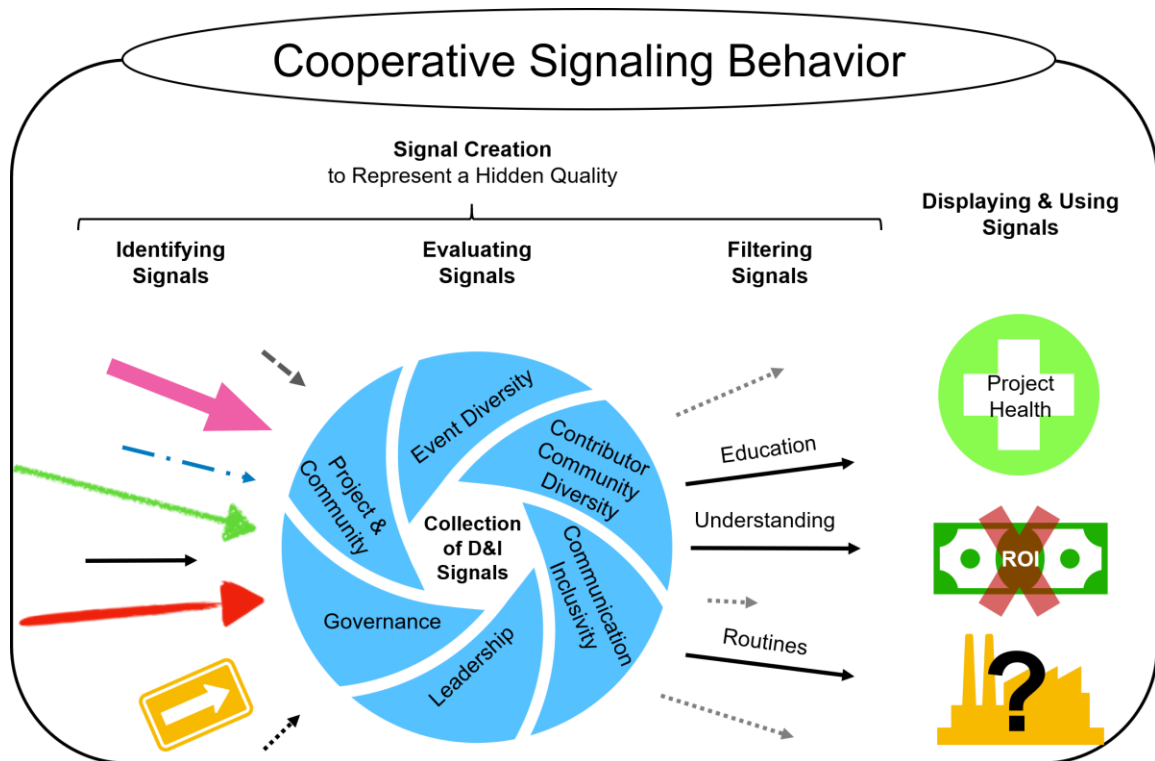 Cooperative Signaling Behavior
Signal Creation
to Represent a Hidden Quality
Displaying & Using
Signals
Identifying
Signals
Evaluating
Signals
Filtering
Signals
Event Diversity
Contributor
Community
Diversity
Project &
Community
Collection
of D&I
Signals
Communication
Inclusivity
Governance
Leadership
Education
Understanding
Routines
Project
Health
ROI
?